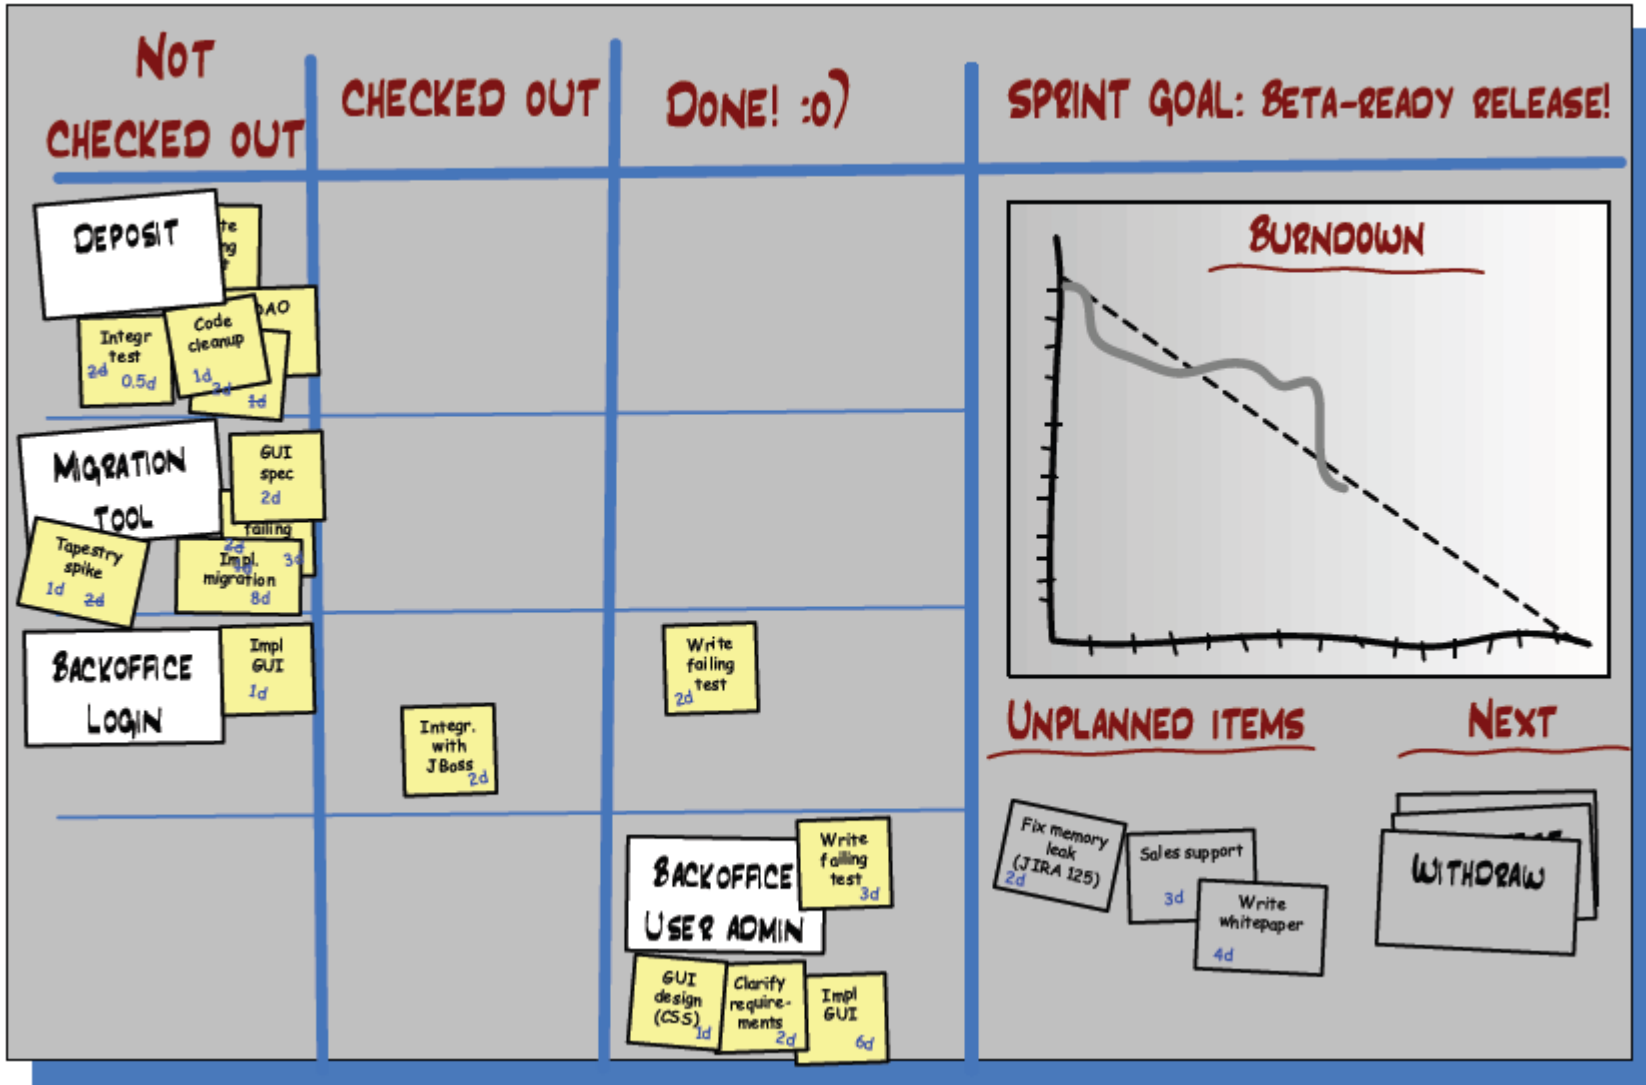 NOT
CHECKED OUT
CHECKED OUT
DONE! :o)
SPRINT GOAL: BETA-READY RELEASE!
DEPOSIT
DAO
Code
cleanup
1d
Integr
test
2d 0.5d
2d
1d
MIGRATION
TOOL
GUI
spec
2d
failing
2d
3d
Tapestry
spike
1d 2d
Impl.
migration
8d
BACKOFFICE
LOGIN
Impl
GUI
1d
Integr.
with
JBoss
2d
Write
failing
test
2d
BACKOFFICE
USER ADMIN
Write
failing
test
3d
GUI
design
(CSS)
1d
Clarify
require-
ments
2d
Impl
GUI
6d
BURNDOWN
UNPLANNED ITEMS
NEXT
Fix memory
leak
(JIRA 125)
2d
Sales support
3d
Write
whitepaper
4d
WITHDRAW